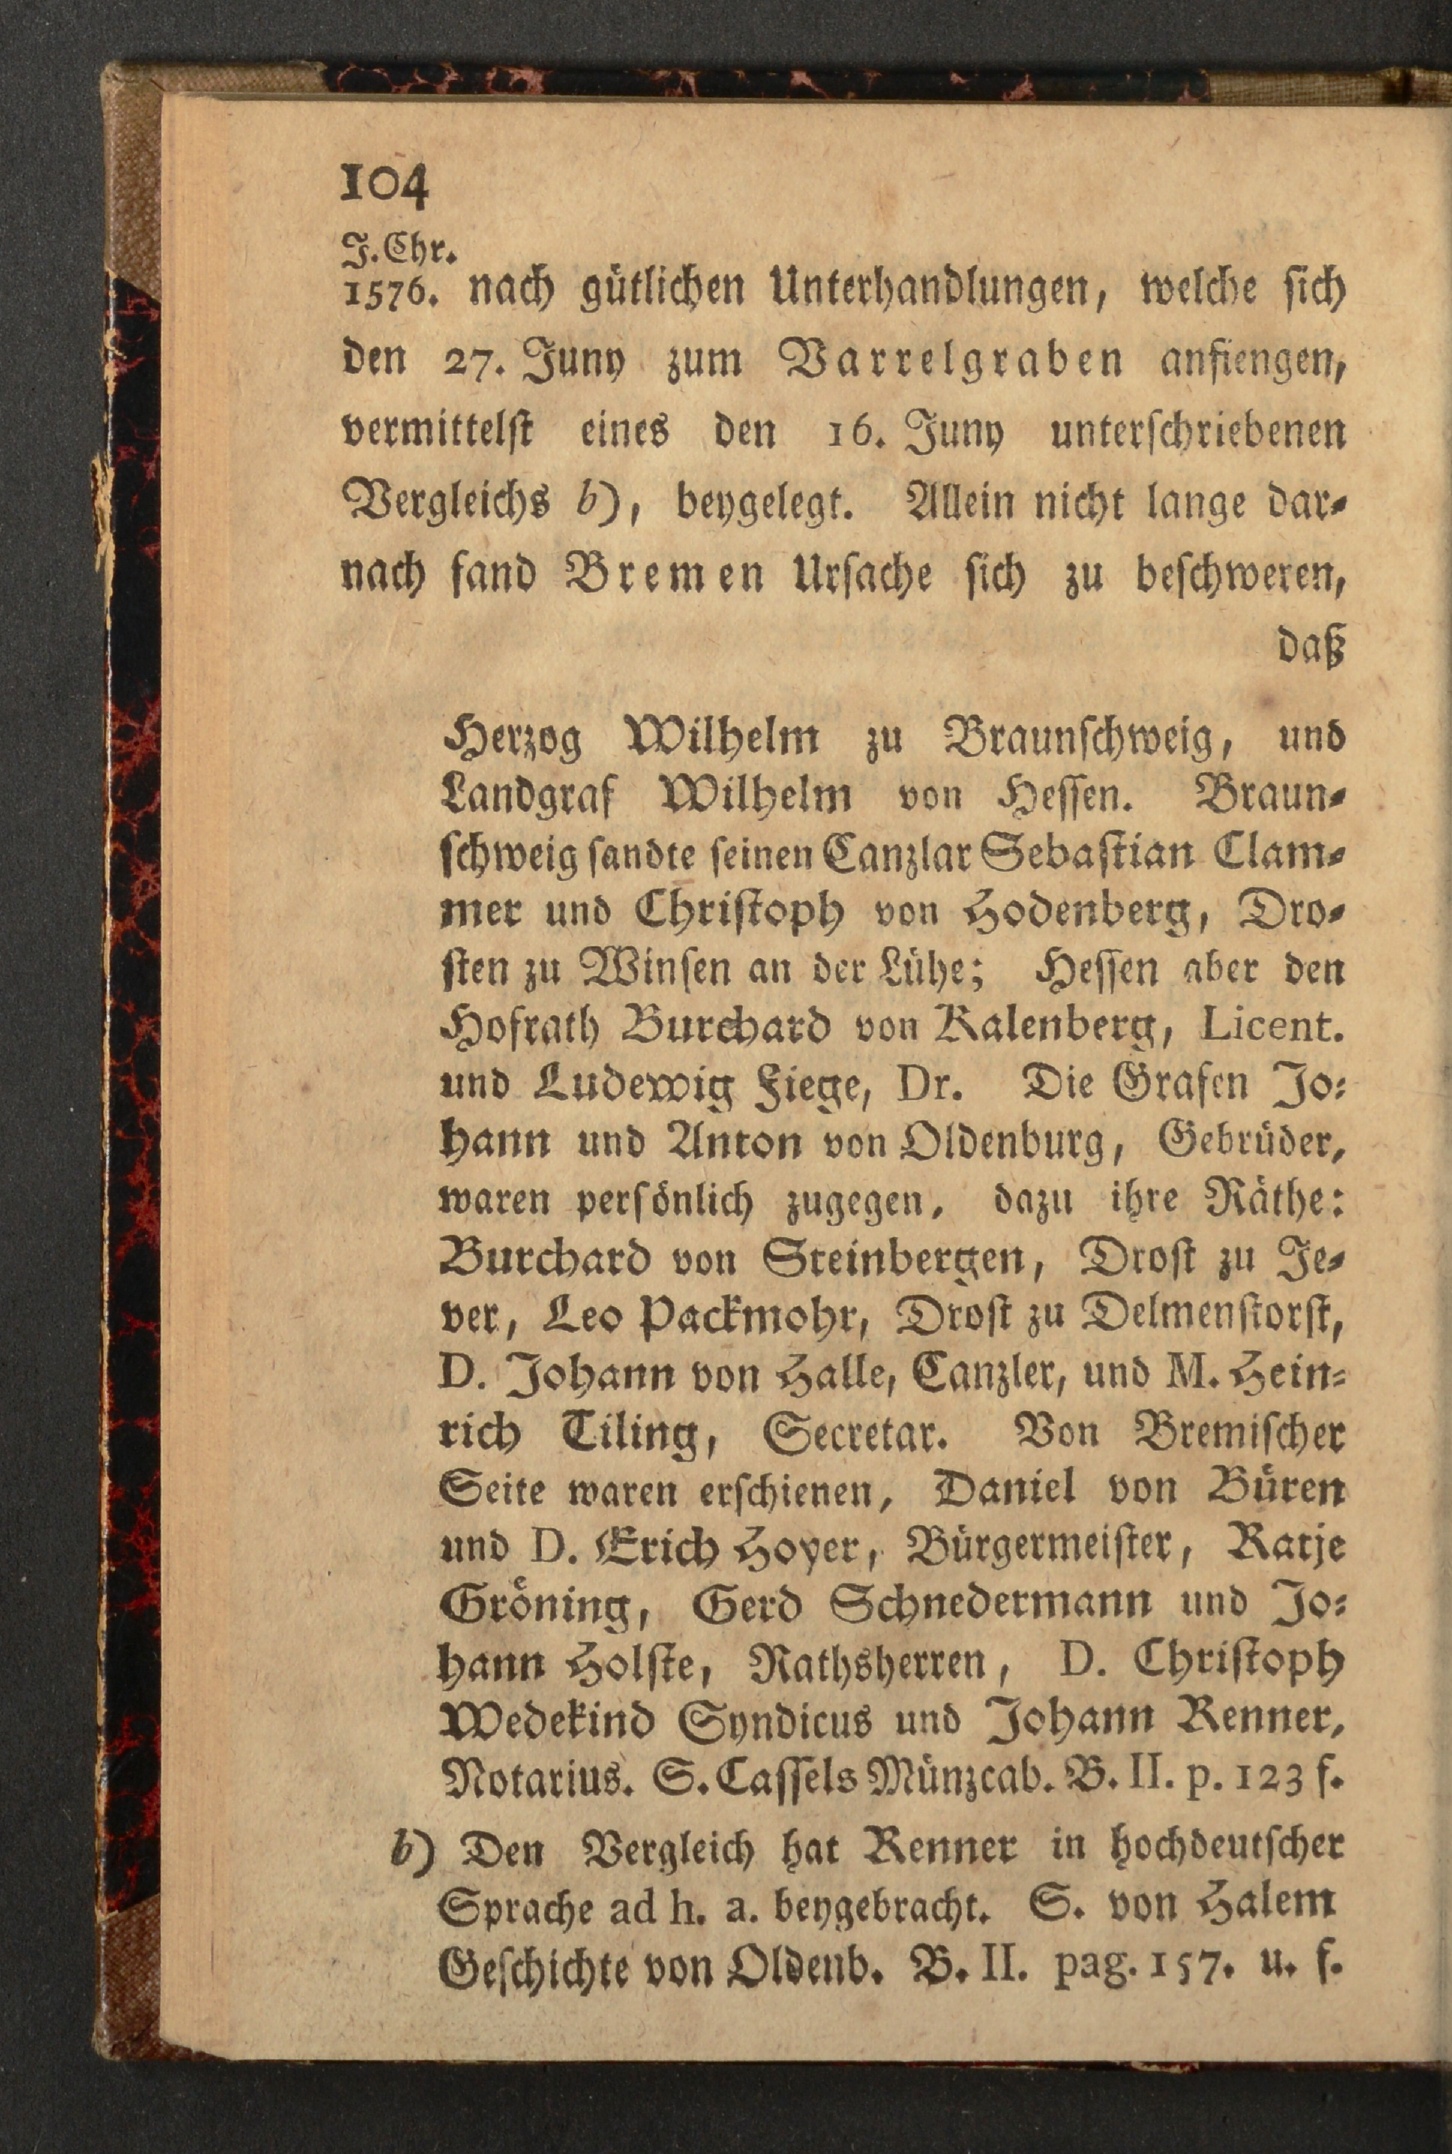 104
J. Chr.
1576. nach gütlichen Unterhandlungen, welche sich
den 27. Juny zum Varrelgraben anfiengen,
vermittelst eines den 16. Juny unterschriebenen
Vergleichs b), beygelegt. Allein nicht lange dar-
nach fand Bremen Ursache sich zu beschweren,
daß
Herzog Wilhelm zu Braunschweig, und
Landgraf Wilhelm von Hessen. Braun-
schweig sandte seinen Canzlar Sebastian Clam-
mer und Christoph von Hodenberg, Dro-
sten zu Winsen an der Lühe; Hessen aber den
Hofrath Burchard von Kalenberg, Licent.
und Ludewig Fiege, Dr. Die Grafen Jo-
hann und Anton von Oldenburg, Gebrüder,
waren persönlich zugegen, dazu ihre Räthe:
Burchard von Steinbergen, Drost zu Je-
ver, Leo Packmohr, Drost zu Delmenstorst,
D. Johann von Halle, Canzler, und M. Hein-
rich Tiling, Secretar. Von Bremischer
Seite waren erschienen, Daniel von Büren
und D. Erich Hoyer, Bürgermeister, Ratje
Gröning, Gerd Schnedermann und Jo-
hann Holste, Rathsherren, D. Christoph
Wedekind Syndicus und Johann Renner,
Notarius. S. Cassels Münzcab. B. II. p. 123 f.
b) Den Vergleich hat Renner in hochdeutscher
Sprache ad h. a. beygebracht. S. von Halem
Geschichte von Oldenb. B. II. pag. 157. u. f.